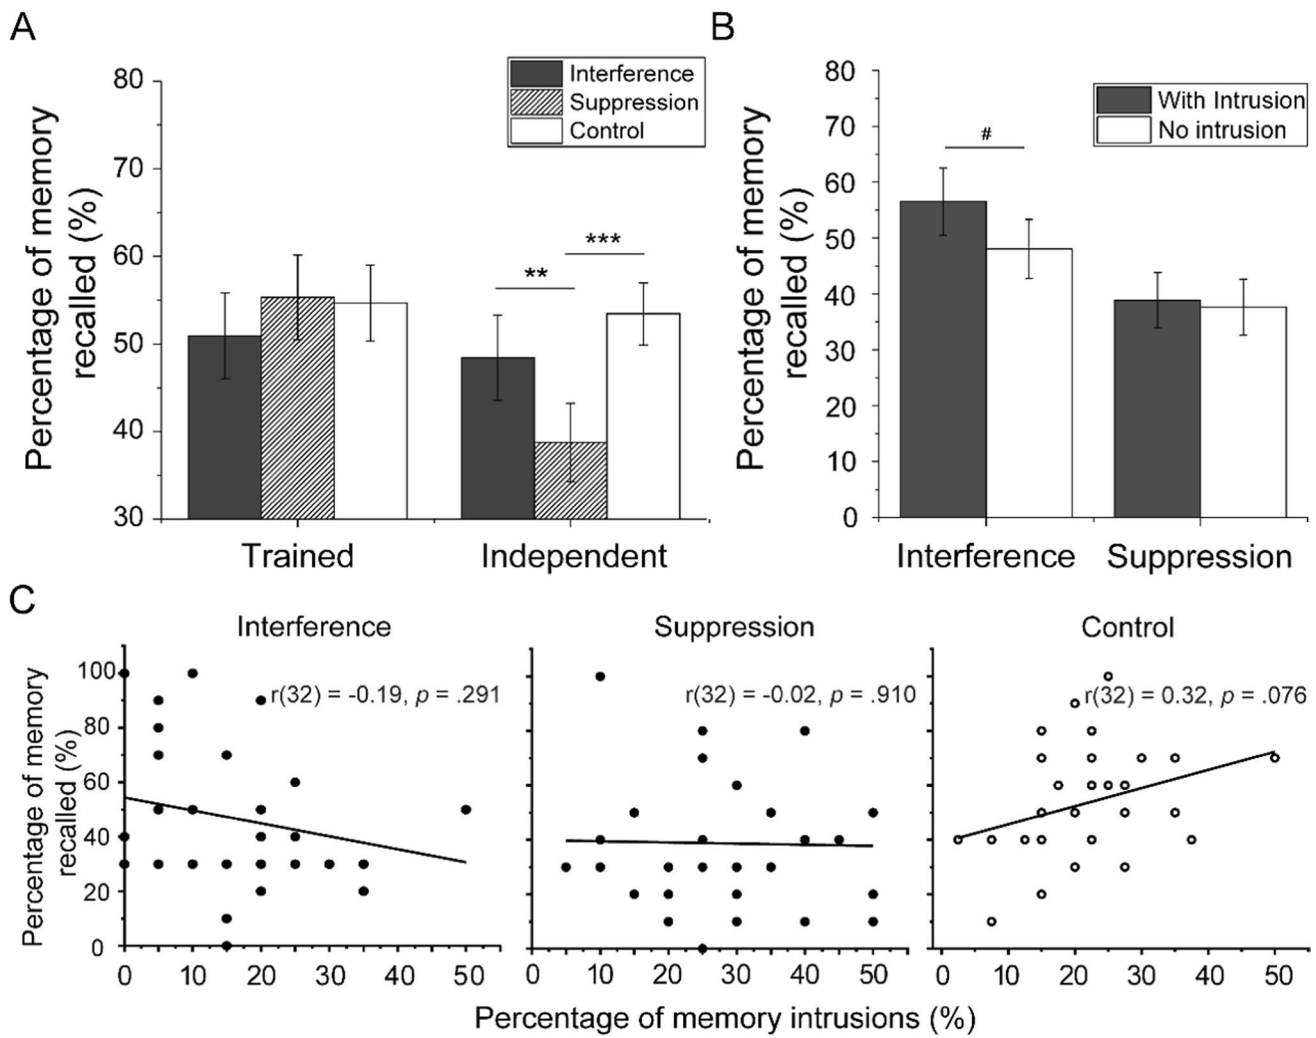 A
Percentage of memory
recalled (%)
80
70
60
50
40
30
Interference
Suppression
Control
**
***
Trained
Independent
B
Percentage of memory
recalled (%)
80
70
60
50
40
30
20
10
0
With Intrusion
No intrusion
#
Interference
Suppression
C
Interference
Suppression
Control
Percentage of memory
recalled (%)
100
80
60
40
20
0
r(32) = -0.19, p = .291
r(32) = -0.02, p = .910
r(32) = 0.32, p = .076
0 10 20 30 40 50
0 10 20 30 40 50
0 10 20 30 40 50
Percentage of memory intrusions (%)